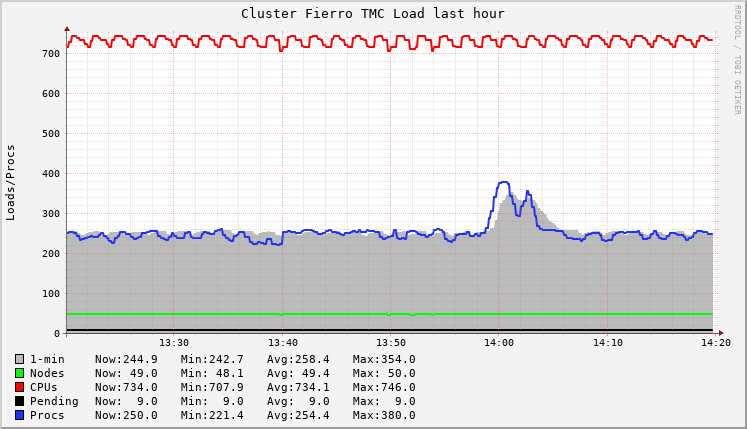 Cluster Fierro TMC Load last hour
RRDTOOL / TOBI OETIKER
Loads/Procs
700
600
500
400
300
200
100
0
13:30 13:40 13:50 14:00 14:10 14:20
1-min Now:244.9 Min:242.7 Avg:258.4 Max:354.0
Nodes Now: 49.0 Min: 48.1 Avg: 49.4 Max: 50.0
CPUs Now:734.0 Min:707.9 Avg:734.1 Max:746.0
Pending Now: 9.0 Min: 9.0 Avg: 9.0 Max: 9.0
Procs Now:250.0 Min:221.4 Avg:254.4 Max:380.0